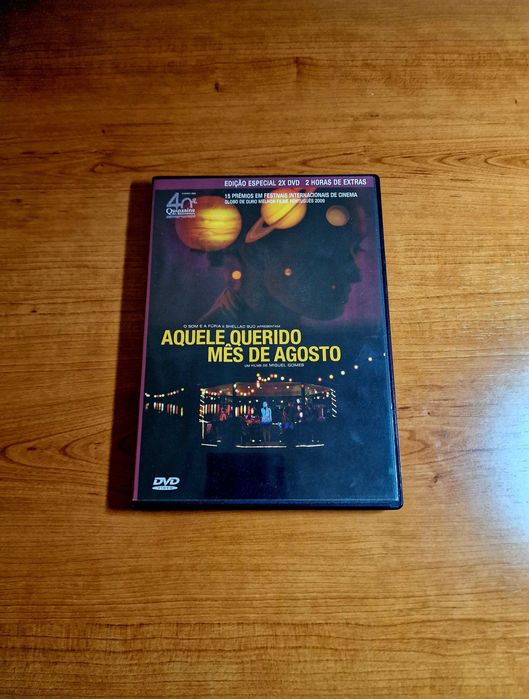 EDIÇÃO ESPECIAL 2X DVD 2 HORAS DE EXTRAS
15 PRÉMIOS EM FESTIVAIS INTERNACIONAIS DE CINEMA
GLOBO DE OURO MELHOR FILME PORTUGUÊS 2009
40
Quinzaine
O SOM E A FÚRIA E SHELLAC SUD APRESENTAM
AQUELE QUERIDO
MÊS DE AGOSTO
UM FILME DE MIGUEL GOMES
DVD
VIDEO